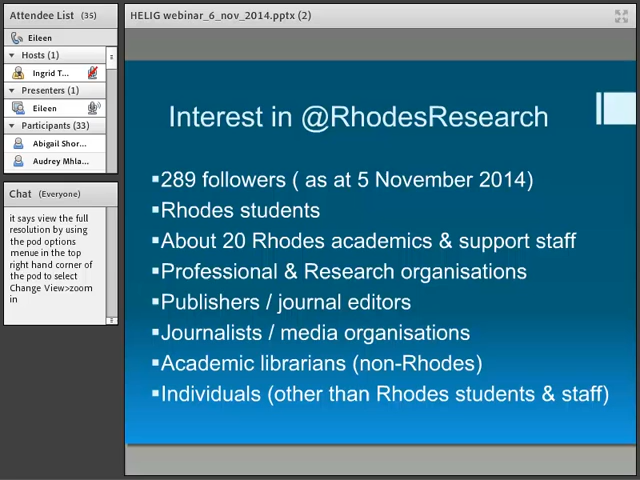 Attendee List (35)
Eileen
Hosts (1)
Ingrid T...
Presenters (1)
Eileen
Participants (33)
Abigail Shor...
Audrey Mhla...
Chat (Everyone)
it says view the full
resolution by using
the pod options
menue in the top
right hand corner of
the pod to select
Change View>zoom
in
HELIG webinar_6_nov_2014.pptx (2)
Interest in @RhodesResearch
▪289 followers ( as at 5 November 2014)
▪Rhodes students
▪About 20 Rhodes academics & support staff
▪Professional & Research organisations
▪Publishers / journal editors
▪Journalists / media organisations
▪Academic librarians (non-Rhodes)
▪Individuals (other than Rhodes students & staff)